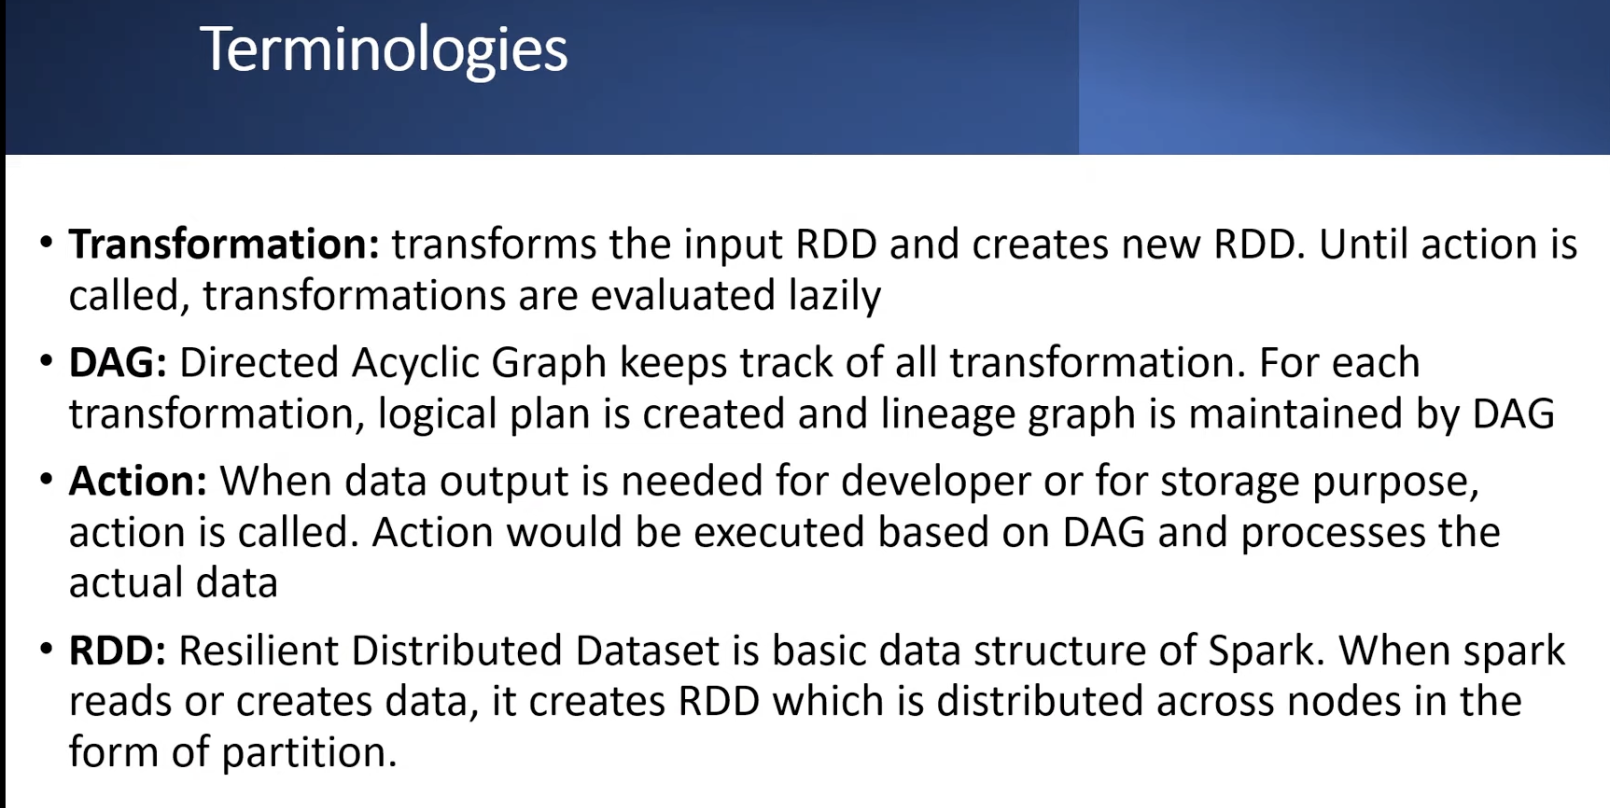 Terminologies
• Transformation: transforms the input RDD and creates new RDD. Until action is
called, transformations are evaluated lazily
• DAG: Directed Acyclic Graph keeps track of all transformation. For each
transformation, logical plan is created and lineage graph is maintained by DAG
• Action: When data output is needed for developer or for storage purpose,
action is called. Action would be executed based on DAG and processes the
actual data
• RDD: Resilient Distributed Dataset is basic data structure of Spark. When spark
reads or creates data, it creates RDD which is distributed across nodes in the
form of partition.